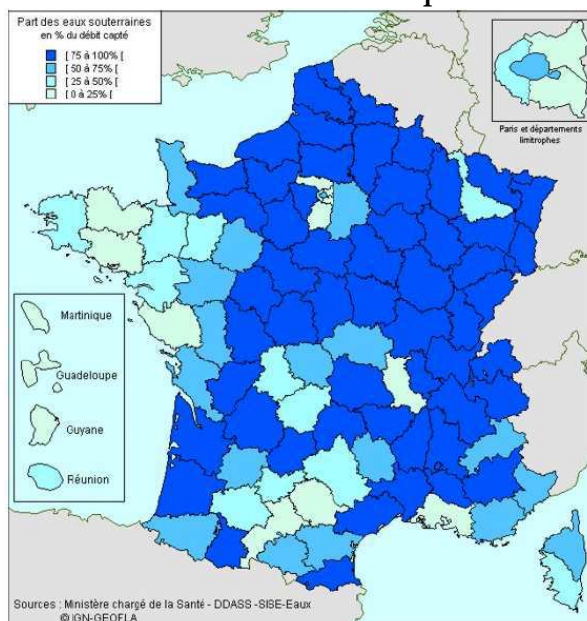 Part des eaux souterraines
en % du débit capté
[ 75 à 100% [
[ 50 à 75% [
[ 25 à 50% [
[ 0 à 25% [
Paris et départements
limitrophes
Martinique
Guadeloupe
Guyane
Réunion
Sources : Ministère chargé de la Santé - DDASS -SISE-Eaux
© IGN-GEOFLA